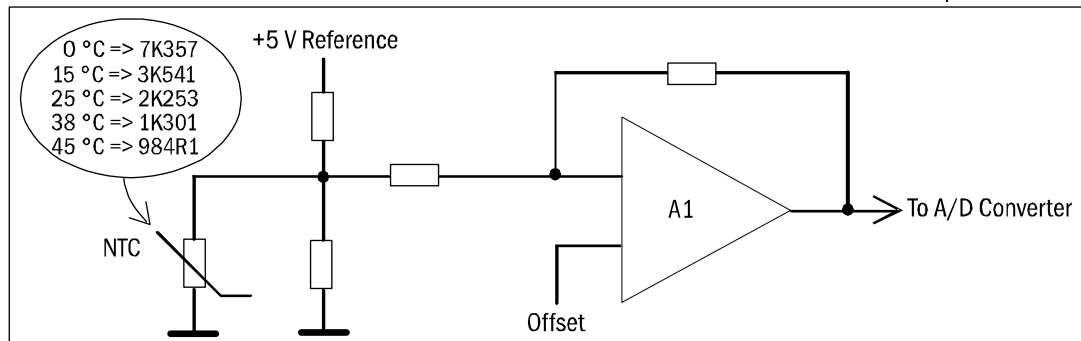 0 °C => 7K357
15 °C => 3K541
25 °C => 2K253
38 °C => 1K301
45 °C => 984R1
+5 V Reference
NTC
A1
To A/D Converter
Offset